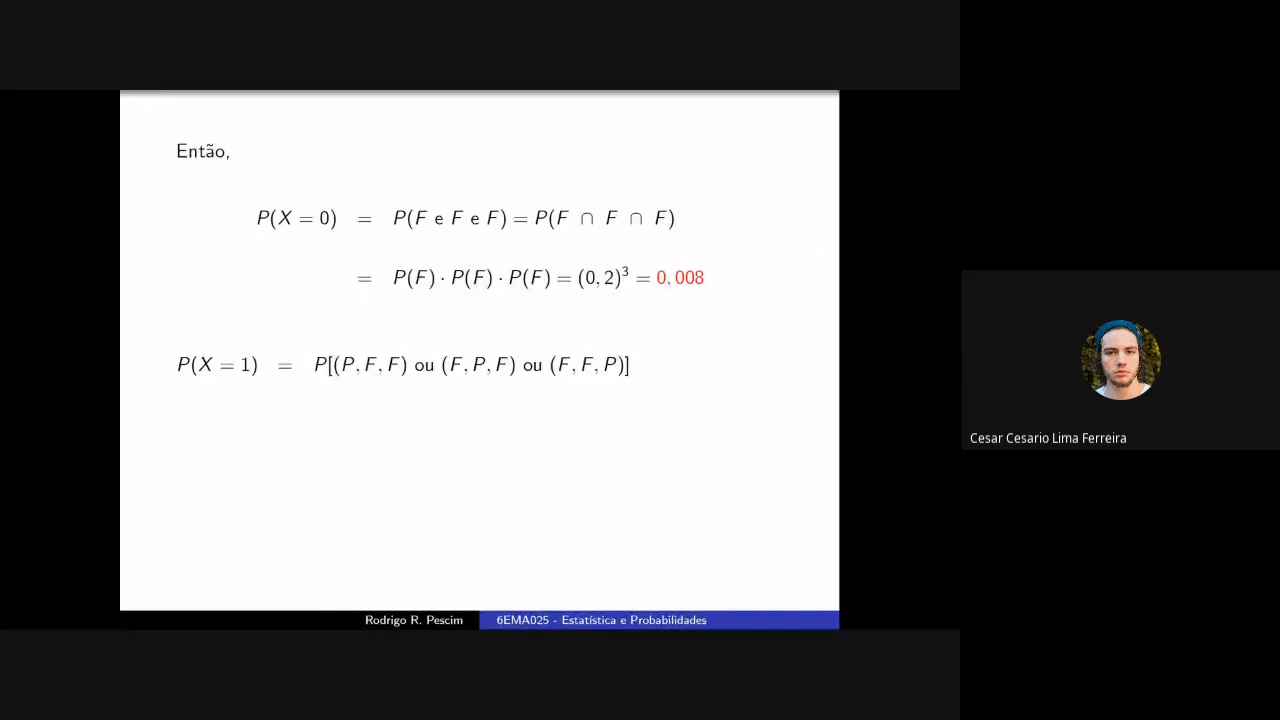 Então,
P(X = 0) = P(F e F e F) = P(F ∩ F ∩ F)
= P(F) · P(F) · P(F) = (0, 2)³ = 0, 008
P(X = 1) = P[(P, F, F) ou (F, P, F) ou (F, F, P)]
Cesar Cesario Lima Ferreira
Rodrigo R. Pescim 6EMA025 - Estatística e Probabilidades